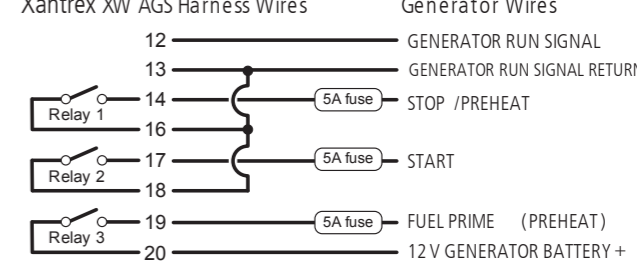 Xantrex XW AGS Harness Wires Generator Wires
12 GENERATOR RUN SIGNAL
13 GENERATOR RUN SIGNAL RETURN
14 5A fuse STOP /PREHEAT
Relay 1
16
17 5A fuse START
Relay 2
18
19 5A fuse FUEL PRIME (PREHEAT)
Relay 3
20 12 V GENERATOR BATTERY +